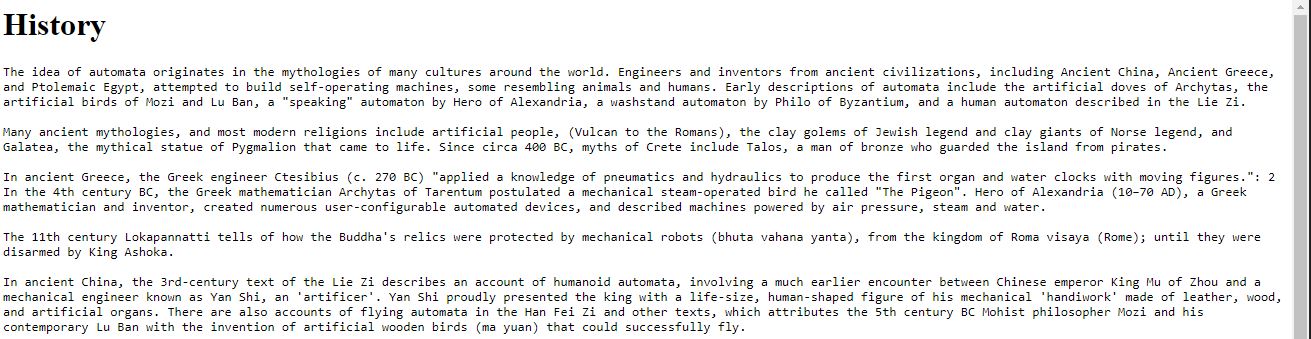 History
The idea of automata originates in the mythologies of many cultures around the world. Engineers and inventors from ancient civilizations, including Ancient China, Ancient Greece,
and Ptolemaic Egypt, attempted to build self-operating machines, some resembling animals and humans. Early descriptions of automata include the artificial doves of Archytas, the
artificial birds of Mozi and Lu Ban, a "speaking" automaton by Hero of Alexandria, a washstand automaton by Philo of Byzantium, and a human automaton described in the Lie Zi.
Many ancient mythologies, and most modern religions include artificial people, (Vulcan to the Romans), the clay golems of Jewish legend and clay giants of Norse legend, and
Galatea, the mythical statue of Pygmalion that came to life. Since circa 400 BC, myths of Crete include Talos, a man of bronze who guarded the island from pirates.
In ancient Greece, the Greek engineer Ctesibius (c. 270 BC) "applied a knowledge of pneumatics and hydraulics to produce the first organ and water clocks with moving figures.": 2
In the 4th century BC, the Greek mathematician Archytas of Tarentum postulated a mechanical steam-operated bird he called "The Pigeon". Hero of Alexandria (10–70 AD), a Greek
mathematician and inventor, created numerous user-configurable automated devices, and described machines powered by air pressure, steam and water.
The 11th century Lokapannatti tells of how the Buddha's relics were protected by mechanical robots (bhuta vahana yanta), from the kingdom of Roma visaya (Rome); until they were
disarmed by King Ashoka.
In ancient China, the 3rd-century text of the Lie Zi describes an account of humanoid automata, involving a much earlier encounter between Chinese emperor King Mu of Zhou and a
mechanical engineer known as Yan Shi, an 'artificer'. Yan Shi proudly presented the king with a life-size, human-shaped figure of his mechanical 'handiwork' made of leather, wood,
and artificial organs. There are also accounts of flying automata in the Han Fei Zi and other texts, which attributes the 5th century BC Mohist philosopher Mozi and his
contemporary Lu Ban with the invention of artificial wooden birds (ma yuan) that could successfully fly.